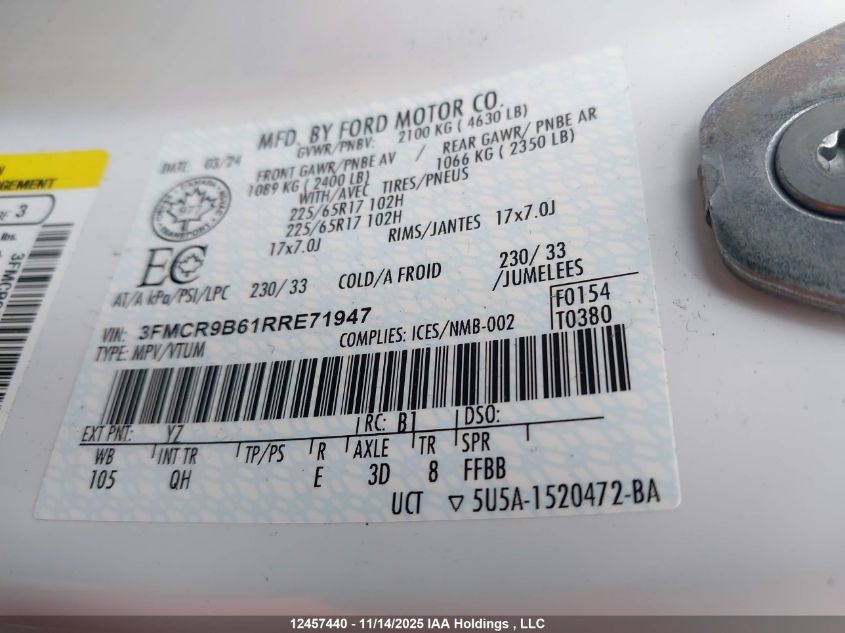 MFD. BY FORD MOTOR CO.
DATE: 03/24
GVWR/PNBV: 2100 KG ( 4630 LB)
FRONT GAWR/PNBE AV / REAR GAWR/ PNBE AR
1089 KG ( 2400 LB) 1066 KG ( 2350 LB)
WITH/AVEC TIRES/PNEUS
225/65R17 102H
225/65R17 102H
17x7.0J RIMS/JANTES 17x7.0J
CANADA
TRANSPORT
EC
AT/A kPa/PSI/LPC 230/ 33 COLD/A FROID 230/ 33
/JUMELEES
VIN: 3FMCR9B61RRE71947
F0154
TYPE: MPV/VTUM COMPLIES: ICES/NMB-002 T0380
EXT PNT: YZ RC: B1 DSO:
WB INT TR TP/PS R AXLE TR SPR
105 QH E 3D 8 FFBB
UCT ▽ 5U5A-1520472-BA
3
lbs.
12457440 - 11/14/2025 IAA Holdings , LLC